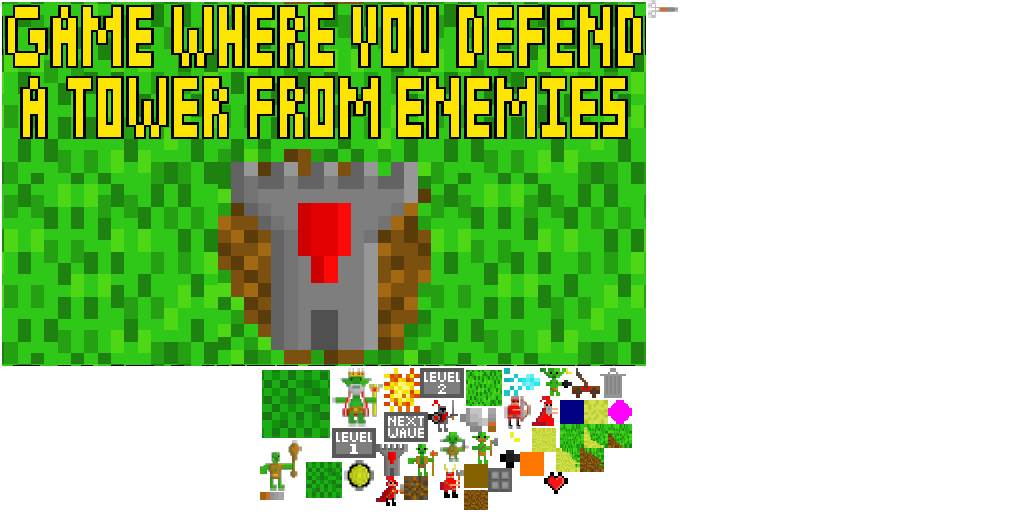 GAME WHERE YOU DEFEND
A TOWER FROM ENEMIES
LEVEL
2
NEXT
WAVE
LEVEL
1